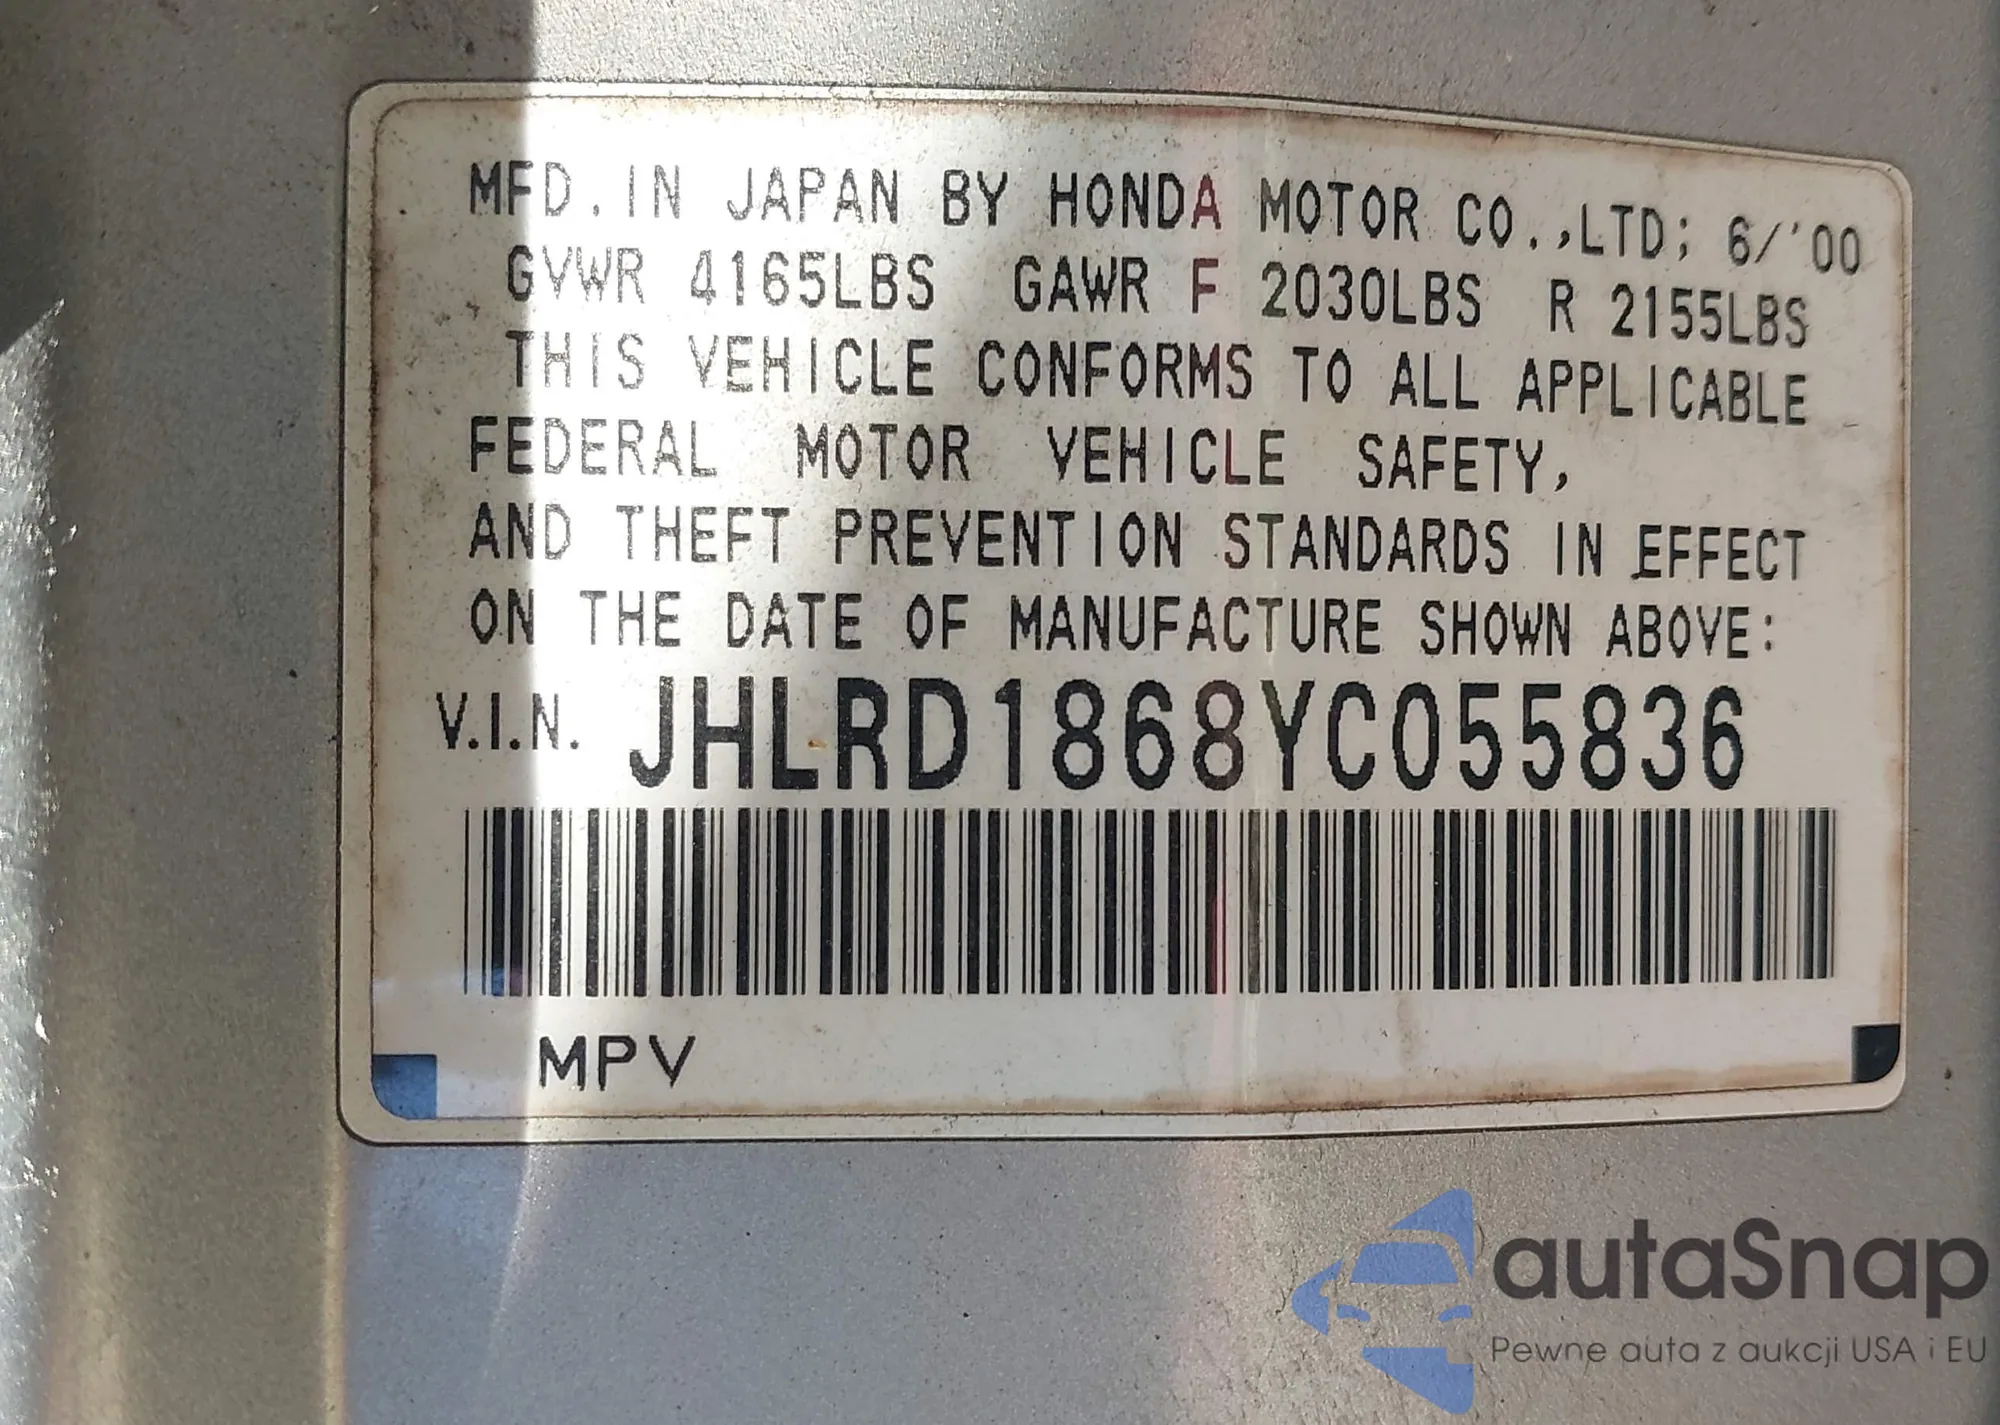 MFD. IN JAPAN BY HONDA MOTOR CO.,LTD; 6/'00
GVWR 4165LBS GAWR F 2030LBS R 2155LBS
THIS VEHICLE CONFORMS TO ALL APPLICABLE
FEDERAL MOTOR VEHICLE SAFETY,
AND THEFT PREVENTION STANDARDS IN EFFECT
ON THE DATE OF MANUFACTURE SHOWN ABOVE:
V.I.N. JHLRD1868YC055836
MPV
autaSnap
Pewne auta z aukcji USA i EU